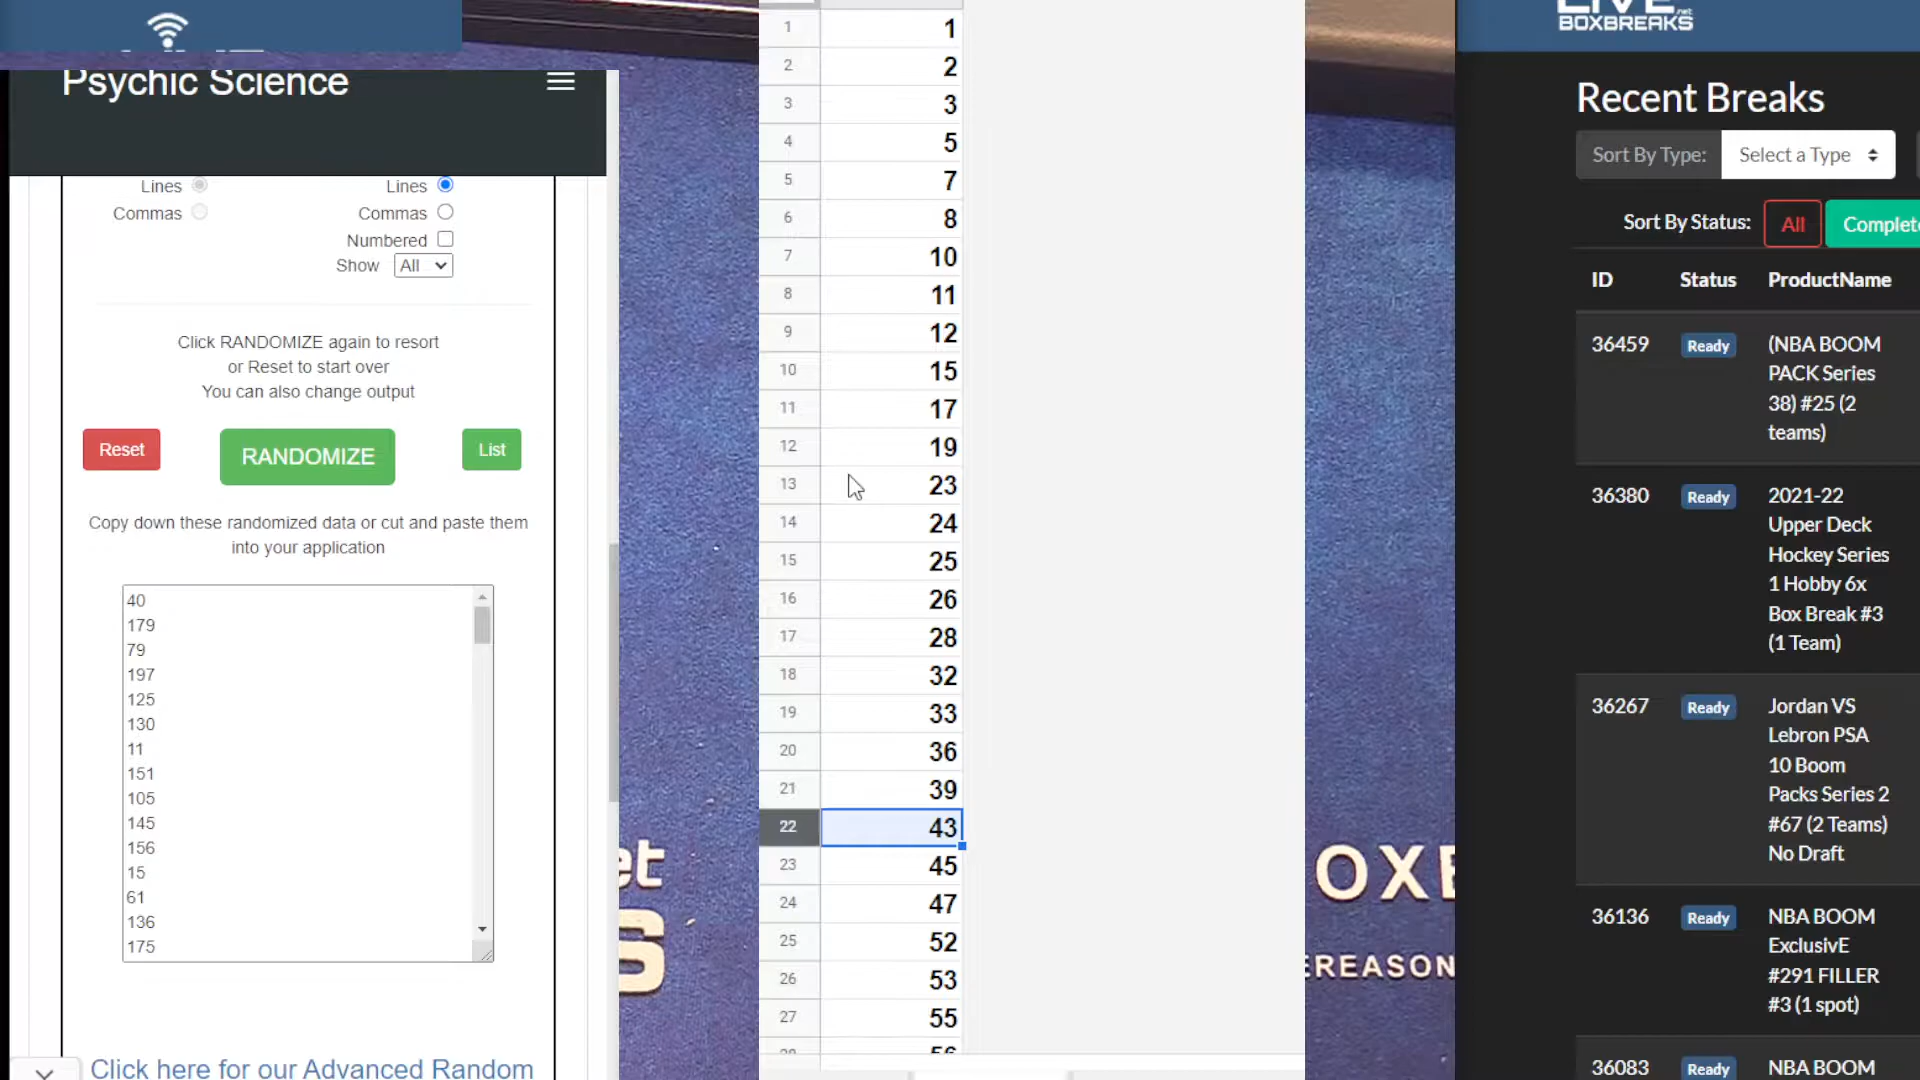 Psychic Science
Lines Lines
Commas Commas
Numbered
Show All
Click RANDOMIZE again to resort
or Reset to start over
You can also change output
Reset RANDOMIZE List
Copy down these randomized data or cut and paste them
into your application
40
179
79
197
125
130
11
151
105
145
156
15
61
136
175
Click here for our Advanced Random
1 1
2 2
3 3
4 5
5 7
6 8
7 10
8 11
9 12
10 15
11 17
12 19
13 23
14 24
15 25
16 26
17 28
18 32
19 33
20 36
21 39
22 43
23 45
24 47
25 52
26 53
27 55
28 56
et
S
OXB
EREASON
LIVE.net
BOXBREAKS
Recent Breaks
Sort By Type: Select a Type
Sort By Status: All Complete
ID Status ProductName
36459 Ready (NBA BOOM
PACK Series
38) #25 (2
teams)
36380 Ready 2021-22
Upper Deck
Hockey Series
1 Hobby 6x
Box Break #3
(1 Team)
36267 Ready Jordan VS
Lebron PSA
10 Boom
Packs Series 2
#67 (2 Teams)
No Draft
36136 Ready NBA BOOM
ExclusivE
#291 FILLER
#3 (1 spot)
36083 Ready NBA BOOM